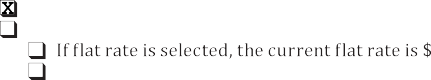 X
If flat rate is selected, the current flat rate is $